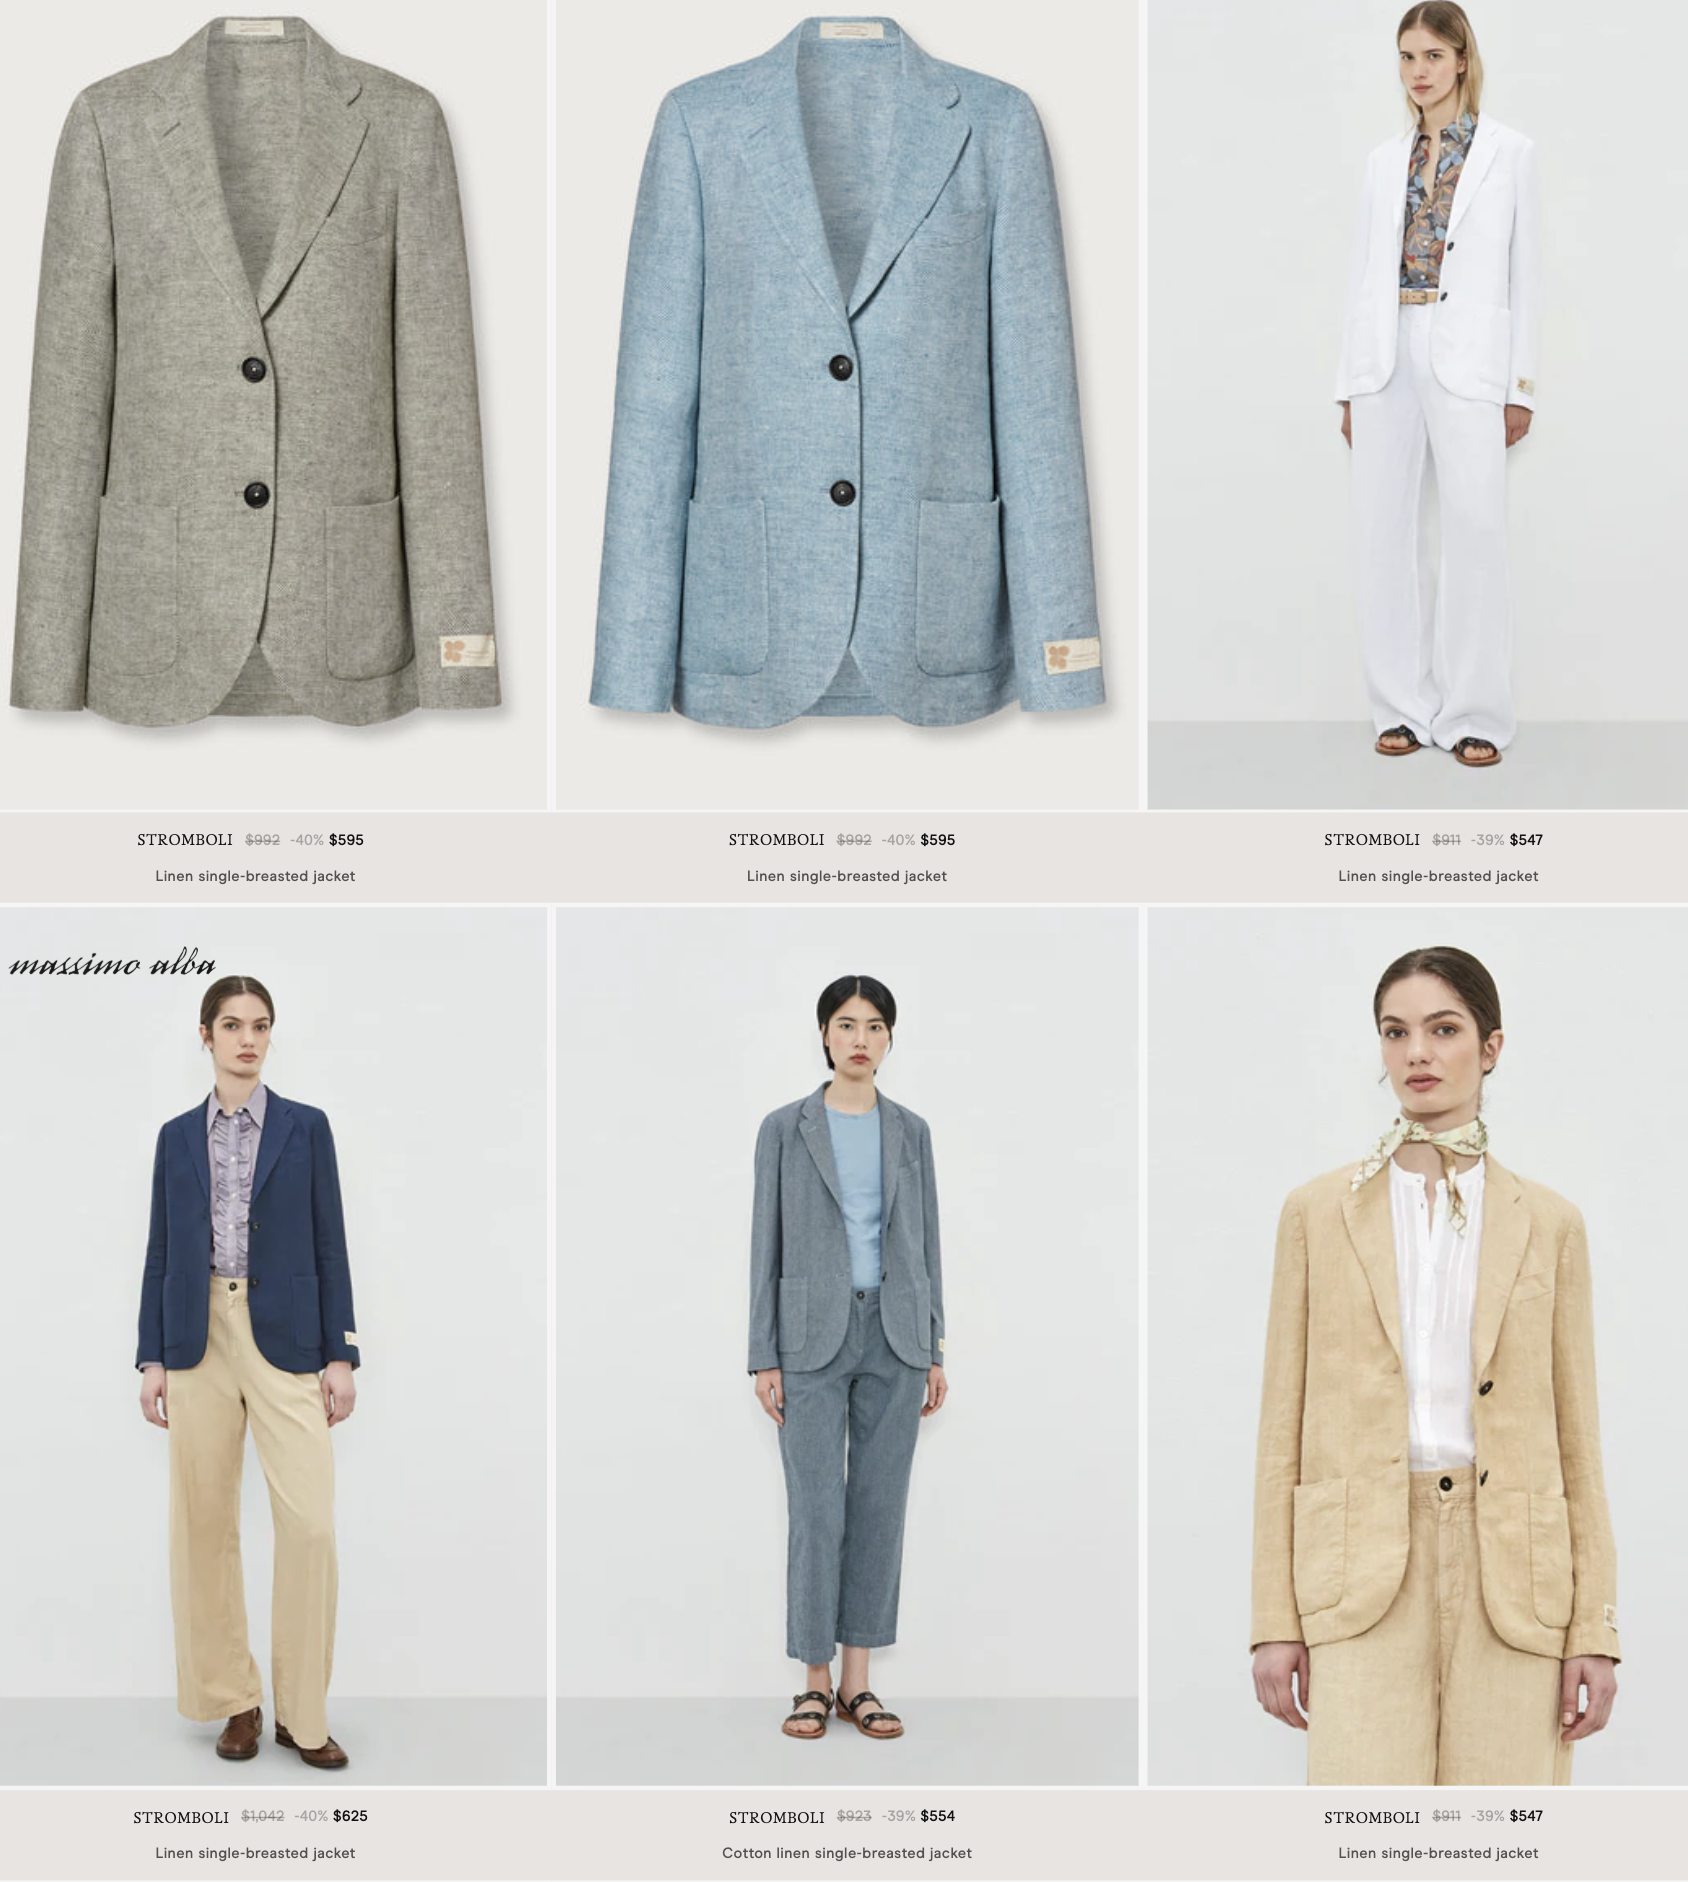 STROMBOLI $992 -40% $595
Linen single-breasted jacket
STROMBOLI $992 -40% $595
Linen single-breasted jacket
STROMBOLI $911 -39% $547
Linen single-breasted jacket
massimo alba
STROMBOLI $1,042 -40% $625
Linen single-breasted jacket
STROMBOLI $923 -39% $554
Cotton linen single-breasted jacket
STROMBOLI $911 -39% $547
Linen single-breasted jacket